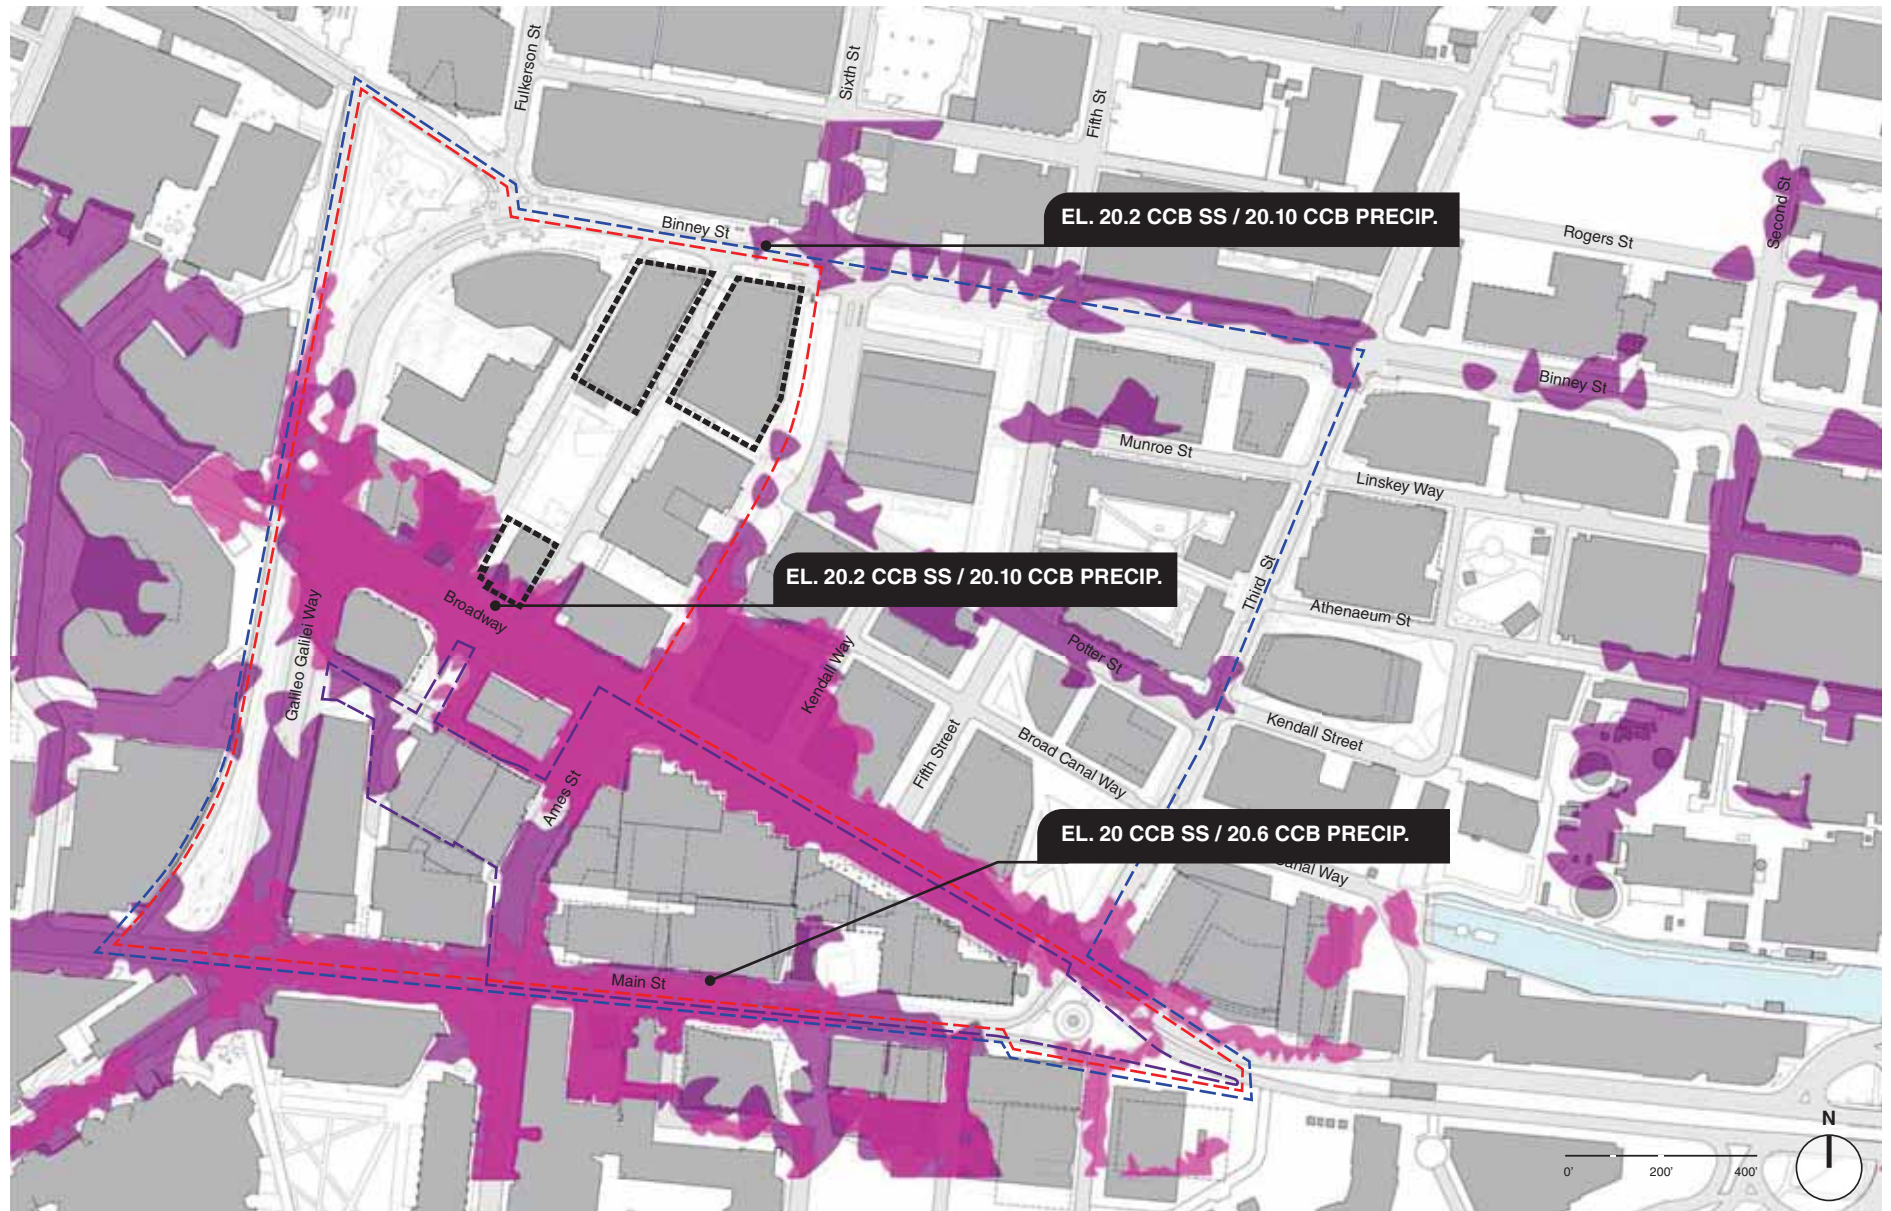 Fulkerson St
Sixth St
Fifth St
Second St
Binney St
EL. 20.2 CCB SS / 20.10 CCB PRECIP.
Rogers St
Binney St
Munroe St
Linskey Way
EL. 20.2 CCB SS / 20.10 CCB PRECIP.
Third St
Broadway
Athenaeum St
Galileo Galilei Way
Kendall Way
Potter St
Kendall Street
Fifth Street
Broad Canal Way
Ames St
EL. 20 CCB SS / 20.6 CCB PRECIP.
Canal Way
Main St
N
0' 200' 400'